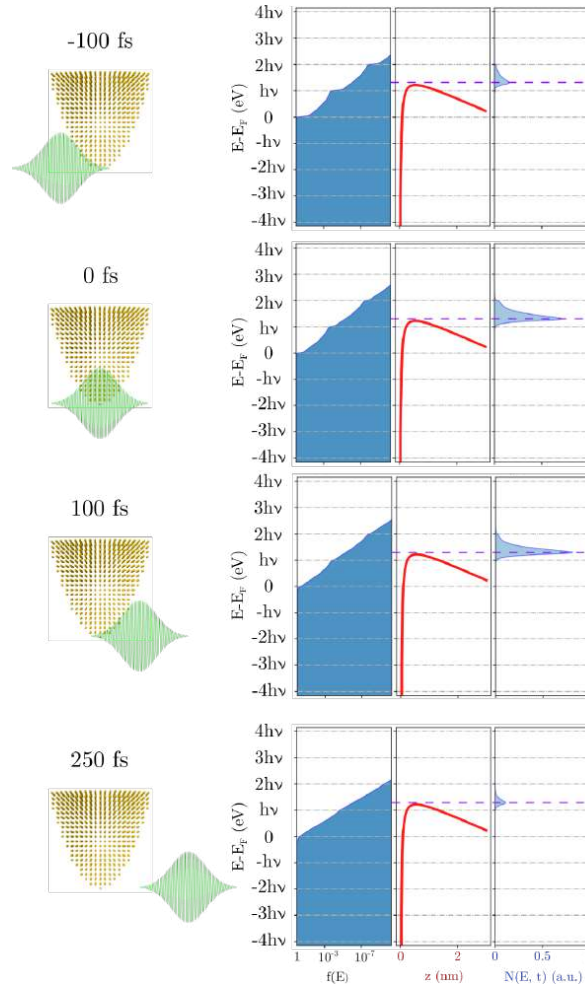 -100 fs
E-E_F (eV)
4hν
3hν
2hν
hν
0
-hν
-2hν
-3hν
-4hν
0 fs
E-E_F (eV)
4hν
3hν
2hν
hν
0
-hν
-2hν
-3hν
-4hν
100 fs
E-E_F (eV)
4hν
3hν
2hν
hν
0
-hν
-2hν
-3hν
-4hν
250 fs
E-E_F (eV)
4hν
3hν
2hν
hν
0
-hν
-2hν
-3hν
-4hν
1 10⁻³ 10⁻⁷ 0 2 0 0.5
f(E) z (nm) N(E, t) (a.u.)